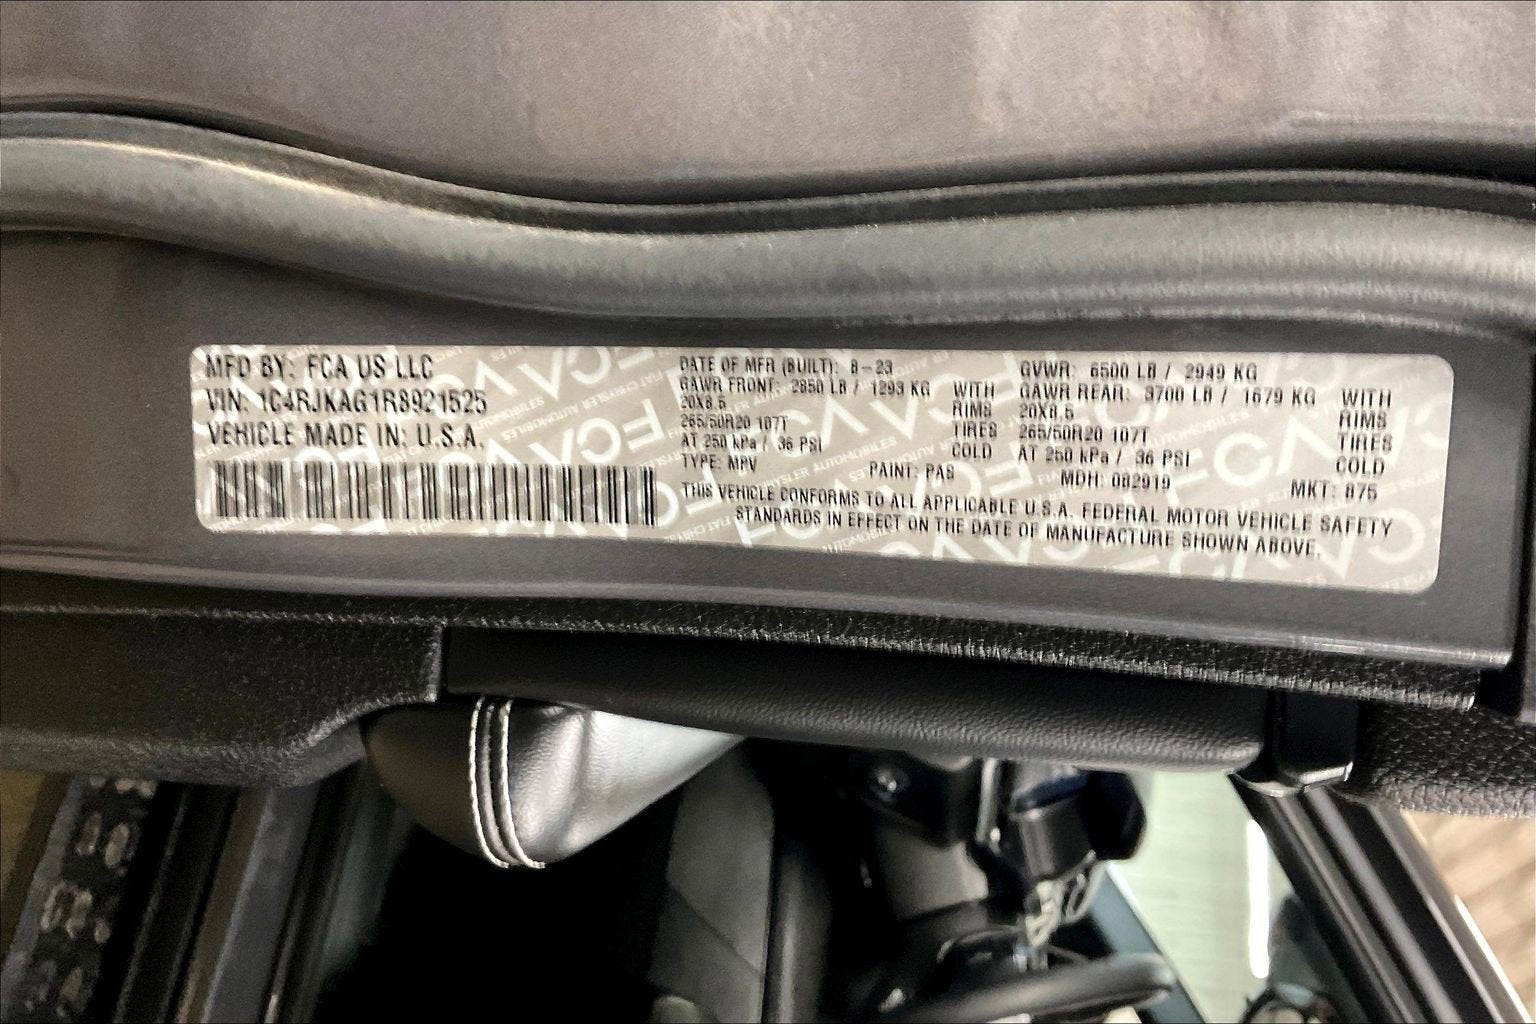 MFD BY: FCA US LLC
VIN: 1C4RJKAG1R8921525
VEHICLE MADE IN: U.S.A.
DATE OF MFR (BUILT): 8-23
GAWR FRONT: 2850 LB / 1293 KG WITH
20X8.5 RIMS
265/50R20 107T TIRES
AT 250 kPa / 36 PSI COLD
TYPE: MPV
GVWR: 6500 LB / 2949 KG
GAWR REAR: 3700 LB / 1679 KG WITH
20X8.5 RIMS
265/50R20 107T TIRES
AT 250 kPa / 36 PSI COLD
PAINT: PAS MDH: 082919 MKT: 875
THIS VEHICLE CONFORMS TO ALL APPLICABLE U.S.A. FEDERAL MOTOR VEHICLE SAFETY
STANDARDS IN EFFECT ON THE DATE OF MANUFACTURE SHOWN ABOVE.